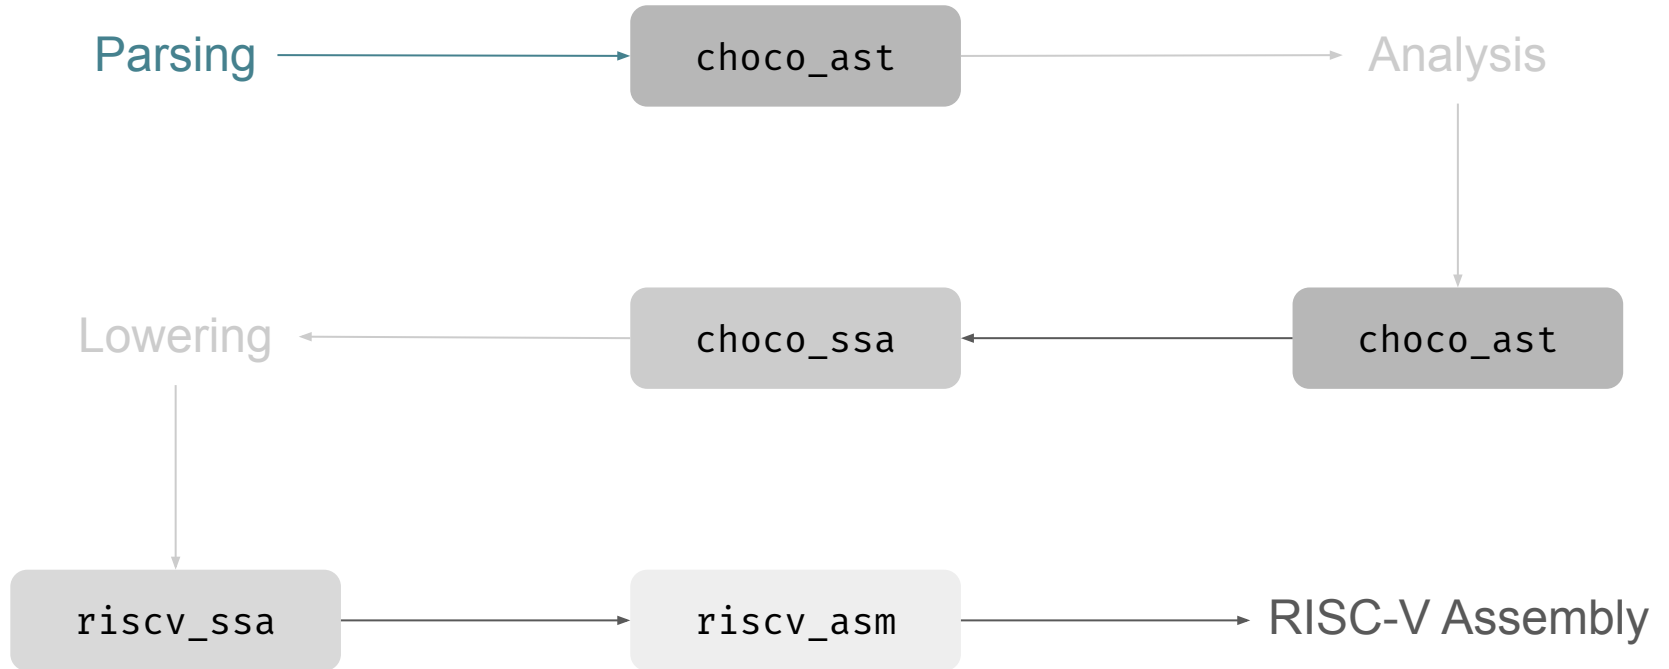 Parsing
choco_ast
Analysis
Lowering
choco_ssa
choco_ast
riscv_ssa
riscv_asm
RISC-V Assembly